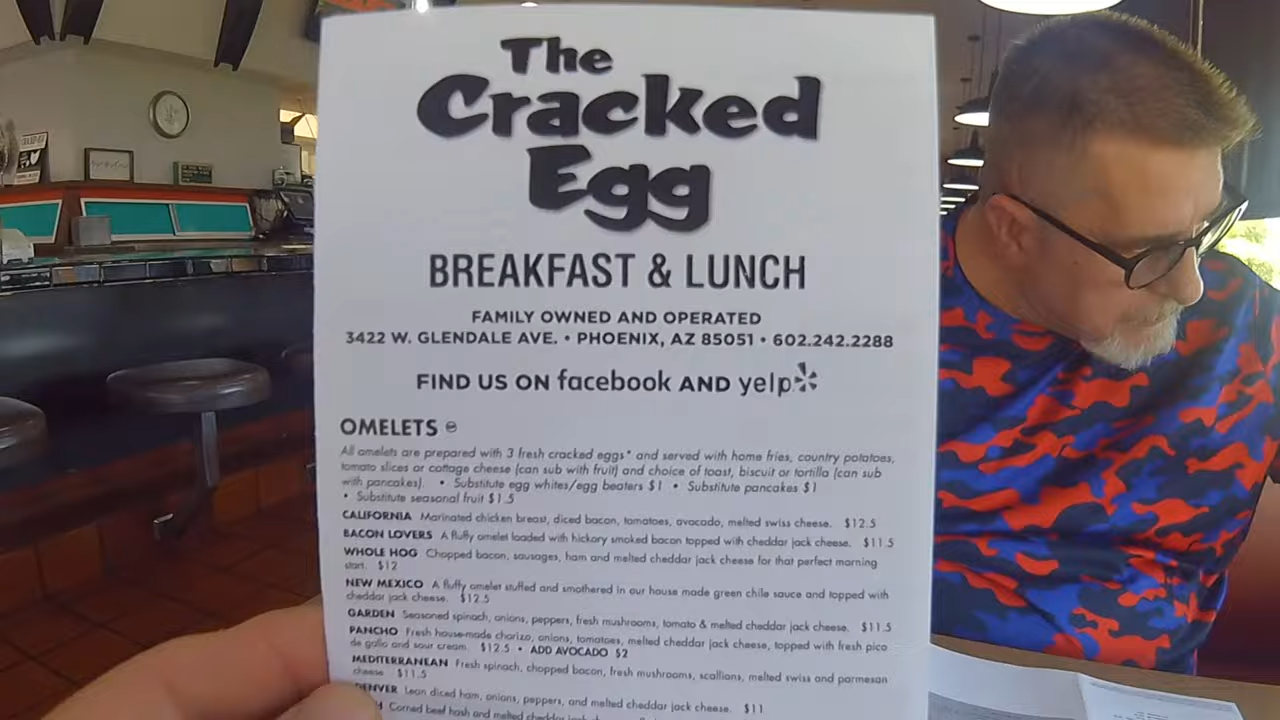 The
Cracked
Egg
BREAKFAST & LUNCH
FAMILY OWNED AND OPERATED
3422 W. GLENDALE AVE. • PHOENIX, AZ 85051 • 602.242.2288
FIND US ON facebook AND yelp
OMELETS
All omelets are prepared with 3 fresh cracked eggs* and served with home fries, country potatoes,
tomato slices or cottage cheese (can sub with fruit) and choice of toast, biscuit or tortilla (can sub
with pancakes). • Substitute egg whites/egg beaters $1 • Substitute pancakes $1
• Substitute seasonal fruit $1.5
CALIFORNIA Marinated chicken breast, diced bacon, tomatoes, avocado, melted swiss cheese. $12.5
BACON LOVERS A fluffy omelet loaded with hickory smoked bacon topped with cheddar jack cheese. $11.5
WHOLE HOG Chopped bacon, sausages, ham and melted cheddar jack cheese for that perfect morning
start. $12
NEW MEXICO A fluffy omelet stuffed and smothered in our house made green chile sauce and topped with
cheddar jack cheese. $12.5
GARDEN Seasoned spinach, onions, peppers, fresh mushrooms, tomato & melted cheddar jack cheese. $11.5
PANCHO Fresh house-made chorizo, onions, tomatoes, melted cheddar jack cheese, topped with fresh pico
de gallo and sour cream. $12.5 • ADD AVOCADO $2
MEDITERRANEAN Fresh spinach, chopped bacon, fresh mushrooms, scallions, melted swiss and parmesan
cheese $11.5
DENVER Lean diced ham, onions, peppers, and melted cheddar jack cheese. $11
Corned beef hash and melted cheddar